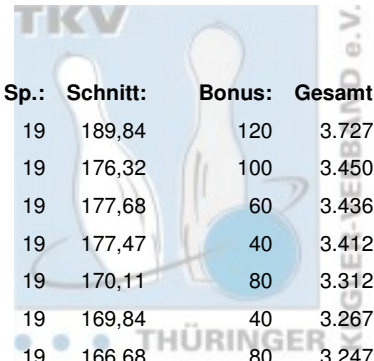 TKV
Sp.: Schnitt: Bonus: Gesamt
19 189,84 120 3.727
19 176,32 100 3.450
19 177,68 60 3.436
19 177,47 40 3.412
19 170,11 80 3.312
19 169,84 40 3.267
19 166,68 80 3.247
THÜRINGER
KEGLER-VERBAND e.V.